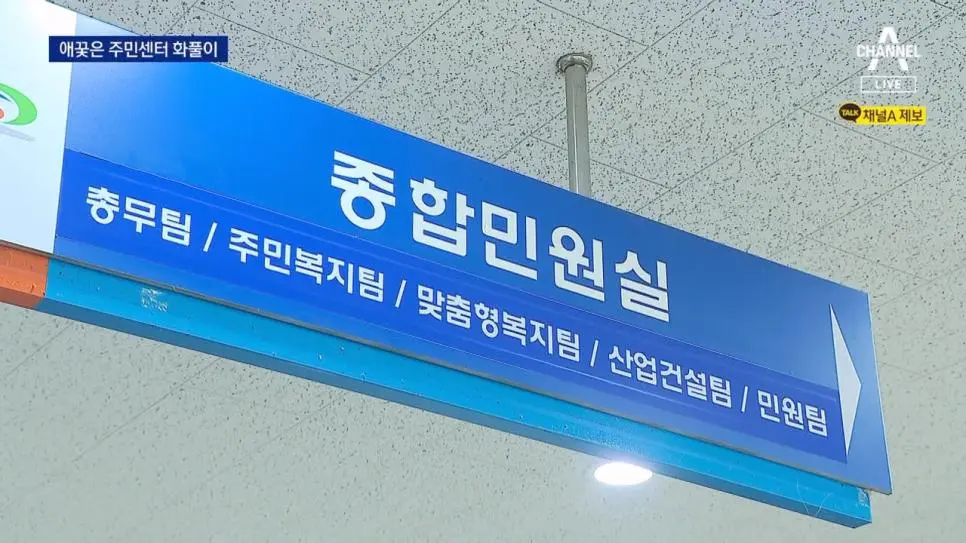 애꿎은 주민센터 화풀이
CHANNEL A
LIVE
TALK 채널A 제보
종합민원실
총무팀 / 주민복지팀 / 맞춤형복지팀 / 산업건설팀 / 민원팀